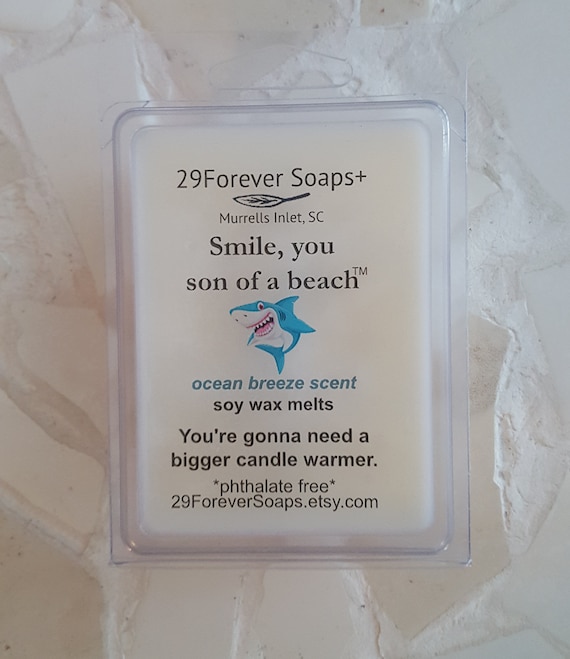 29Forever Soaps+
Murrells Inlet, SC
Smile, you
son of a beach™
ocean breeze scent
soy wax melts
You're gonna need a
bigger candle warmer.
*phthalate free*
29ForeverSoaps.etsy.com